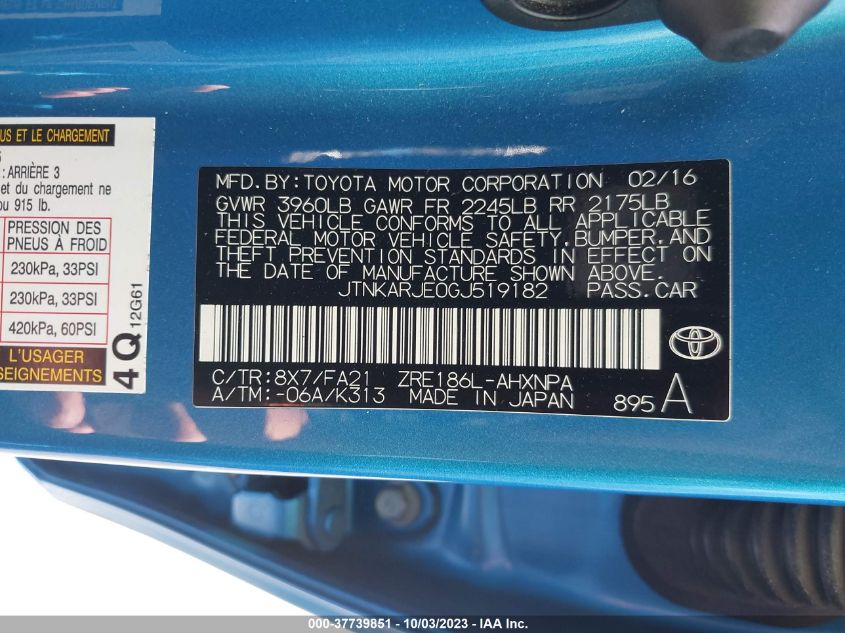 US ET LE CHARGEMENT
: ARRIÈRE 3
et du chargement ne
ou 915 lb.
PRESSION DES
PNEUS À FROID
230kPa, 33PSI
230kPa, 33PSI
420kPa, 60PSI
L'USAGER
SEIGNEMENTS
4Q 12G61
MFD.BY:TOYOTA MOTOR CORPORATION 02/16
GVWR 3960LB GAWR FR 2245LB RR 2175LB
THIS VEHICLE CONFORMS TO ALL APPLICABLE
FEDERAL MOTOR VEHICLE SAFETY,BUMPER,AND
THEFT PREVENTION STANDARDS IN EFFECT ON
THE DATE OF MANUFACTURE SHOWN ABOVE.
JTNKARJE0GJ519182 PASS.CAR
C/TR:8X7/FA21 ZRE186L-AHXNPA
A/TM:-06A/K313 MADE IN JAPAN 895 A
000-37739851 - 10/03/2023 - IAA Inc.